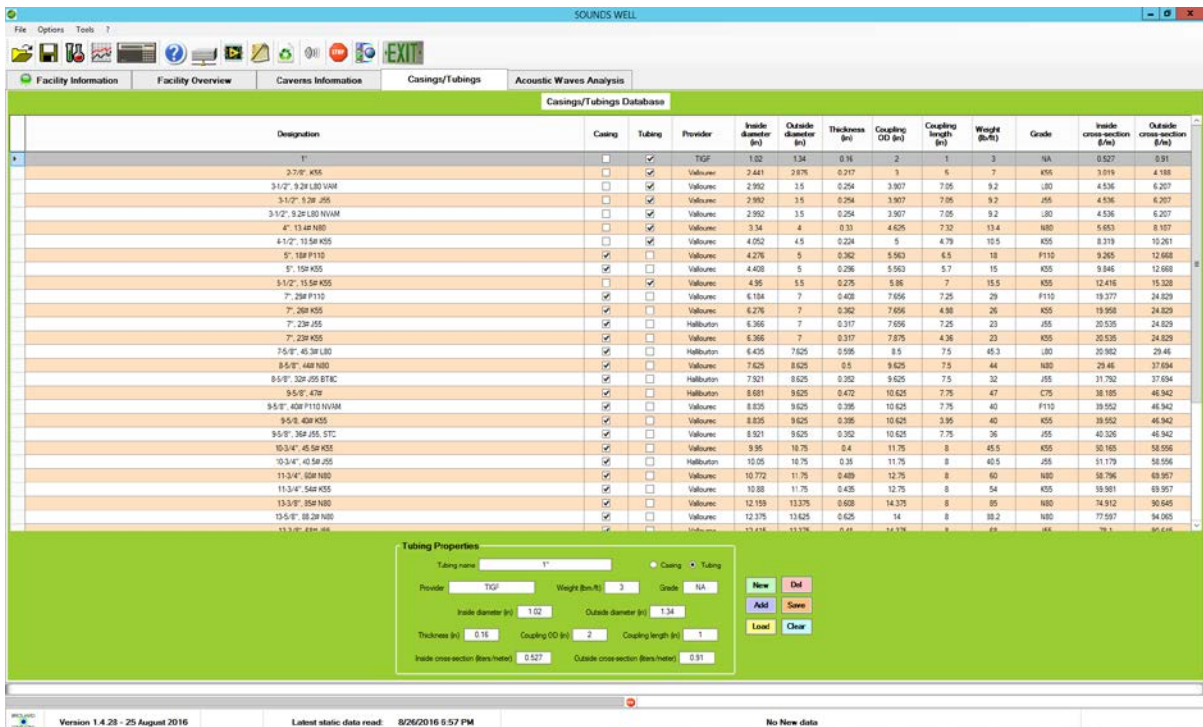 SOUNDS WELL
File Options Tools ?
STOP EXIT
Facility Information Facility Overview Caverns Information Casings/Tubings Acoustic Waves Analysis
Casings/Tubings Database
Designation Casing Tubing Provider Inside diameter (in) Outside diameter (in) Thickness (in) Coupling OD (in) Coupling length (in) Weight (lb/ft) Grade Inside cross-section (l/m) Outside cross-section (l/m)
1" TIGF 1.02 1.34 0.16 2 1 3 NA 0.527 0.91
2-7/8", K55 Vallourec 2.441 2.875 0.217 3 5 7 K55 3.019 4.188
3-1/2", 9.2# L80 VAM Vallourec 2.992 3.5 0.254 3.907 7.05 9.2 L80 4.536 6.207
3-1/2", 9.2# J55 Vallourec 2.992 3.5 0.254 3.907 7.05 9.2 J55 4.536 6.207
3-1/2", 9.2# L80 NVAM Vallourec 2.992 3.5 0.254 3.907 7.05 9.2 L80 4.536 6.207
4", 13.4# N80 Vallourec 3.34 4 0.33 4.625 7.32 13.4 N80 5.653 8.107
4-1/2", 10.5# K55 Vallourec 4.052 4.5 0.224 5 4.79 10.5 K55 8.319 10.261
5", 18# P110 Vallourec 4.276 5 0.362 5.563 6.5 18 P110 9.265 12.668
5", 15# K55 Vallourec 4.408 5 0.296 5.563 5.7 15 K55 9.846 12.668
5-1/2", 15.5# K55 Vallourec 4.95 5.5 0.275 5.86 7 15.5 K55 12.416 15.328
7", 29# P110 Vallourec 6.184 7 0.408 7.656 7.25 29 P110 19.377 24.829
7", 26# K55 Vallourec 6.276 7 0.362 7.656 4.98 26 K55 19.958 24.829
7", 23# J55 Halliburton 6.366 7 0.317 7.656 7.25 23 J55 20.535 24.829
7", 23# K55 Vallourec 6.366 7 0.317 7.875 4.36 23 K55 20.535 24.829
7-5/8", 45.3# L80 Halliburton 6.435 7.625 0.595 8.5 7.5 45.3 L80 20.982 29.46
8-5/8", 44# N80 Vallourec 7.625 8.625 0.5 9.625 7.5 44 N80 29.46 37.694
8-5/8", 32# J55 BT&C Halliburton 7.921 8.625 0.352 9.625 7.5 32 J55 31.792 37.694
9-5/8", 47# Halliburton 8.681 9.625 0.472 10.625 7.75 47 C75 38.185 46.942
9-5/8", 40# P110 NVAM Vallourec 8.835 9.625 0.395 10.625 7.75 40 P110 39.552 46.942
9-5/8, 40# K55 Vallourec 8.835 9.625 0.395 10.625 3.95 40 K55 39.552 46.942
9-5/8", 36# J55, STC Vallourec 8.921 9.625 0.352 10.625 7.75 36 J55 40.326 46.942
10-3/4", 45.5# K55 Vallourec 9.95 10.75 0.4 11.75 8 45.5 K55 50.165 58.556
10-3/4", 40.5# J55 Halliburton 10.05 10.75 0.35 11.75 8 40.5 J55 51.179 58.556
11-3/4", 60# N80 Vallourec 10.772 11.75 0.489 12.75 8 60 N80 58.796 69.957
11-3/4", 54# K55 Vallourec 10.88 11.75 0.435 12.75 8 54 K55 59.981 69.957
13-3/8", 85# N80 Vallourec 12.159 13.375 0.608 14.375 8 85 N80 74.912 90.645
13-5/8", 88.2# N80 Vallourec 12.375 13.625 0.625 14 8 88.2 N80 77.597 94.065
Tubing Properties
Tubing name 1" Casing Tubing
Provider TIGF Weight (lbm/ft) 3 Grade NA New Del
Inside diameter (in) 1.02 Outside diameter (in) 1.34 Add Save
Thickness (in) 0.16 Coupling OD (in) 2 Coupling length (in) 1 Load Clear
Inside cross-section (liters/meter) 0.527 Outside cross-section (liters/meter) 0.91
Version 1.4.28 - 25 August 2016 Latest static data read: 8/26/2016 5:57 PM No New data